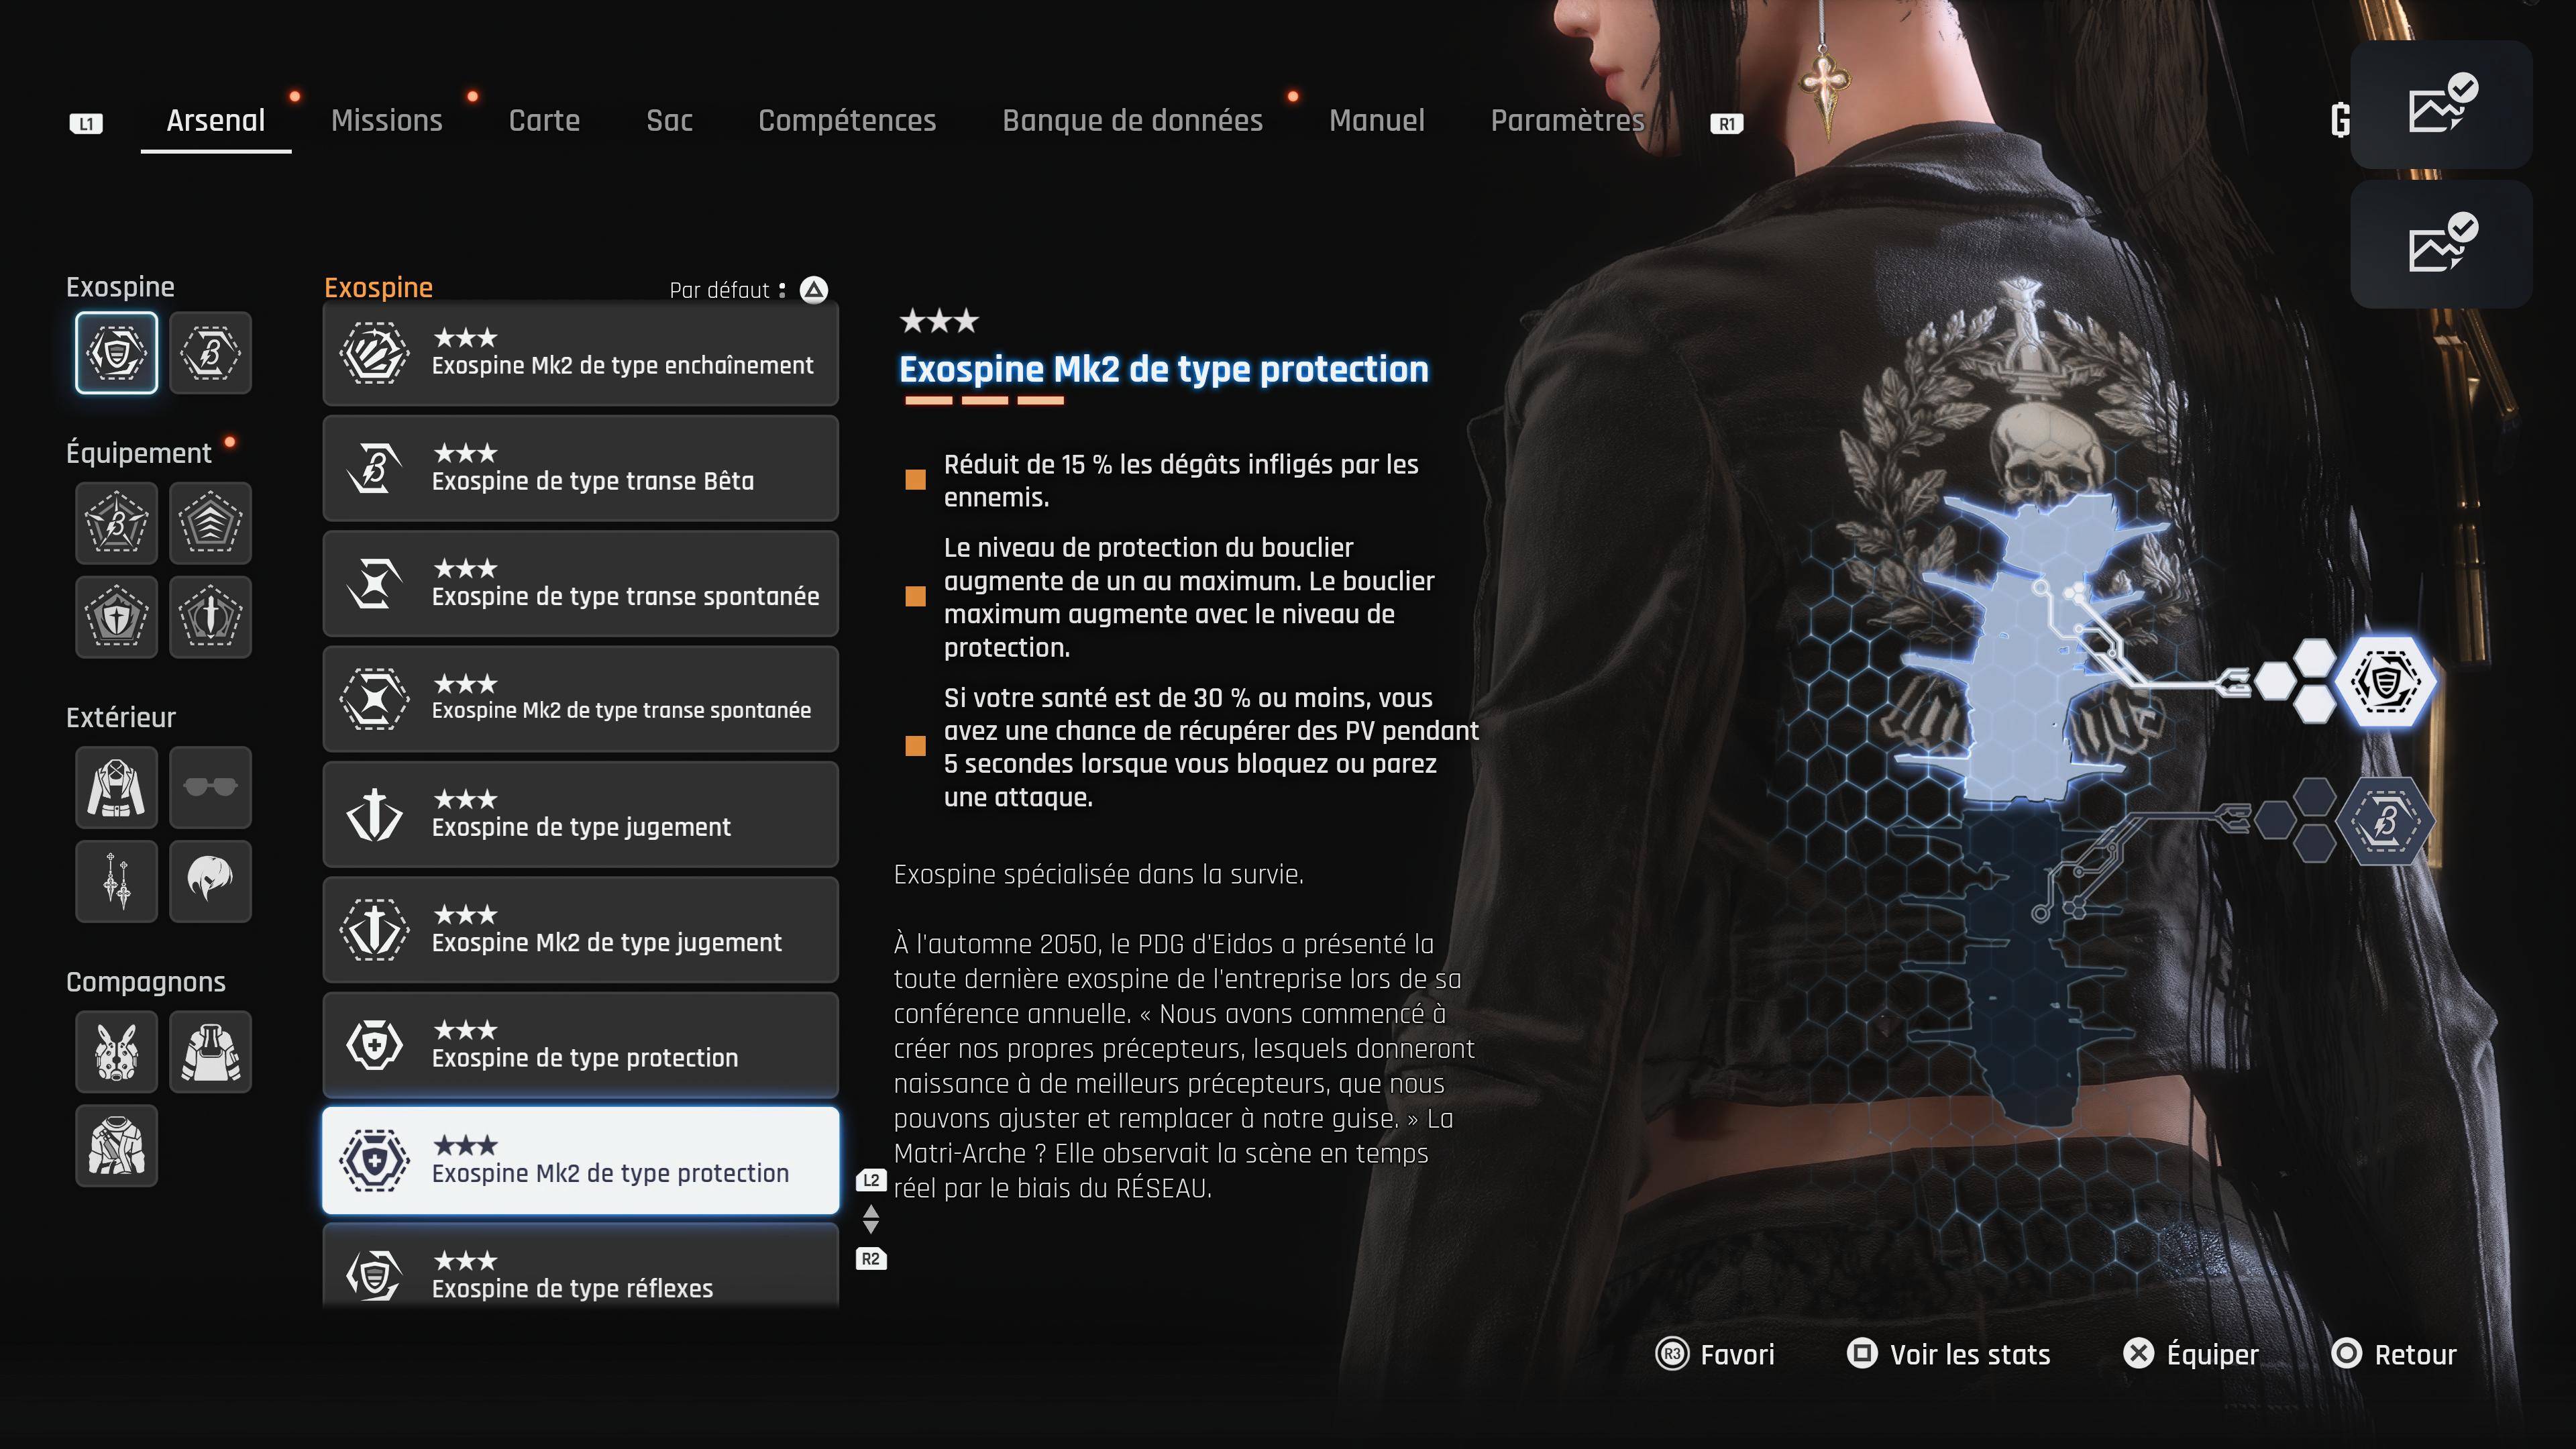 L1
Arsenal
Missions
Carte
Sac
Compétences
Banque de données
Manuel
Paramètres
R1
G
Exospine
Équipement
Extérieur
Compagnons
Exospine
Par défaut :
★★★
Exospine Mk2 de type enchaînement
★★★
Exospine de type transe Bêta
★★★
Exospine de type transe spontanée
★★★
Exospine Mk2 de type transe spontanée
★★★
Exospine de type jugement
★★★
Exospine Mk2 de type jugement
★★★
Exospine de type protection
★★★
Exospine Mk2 de type protection
★★★
Exospine de type réflexes
L2
R2
★★★
Exospine Mk2 de type protection
Réduit de 15 % les dégâts infligés par les
ennemis.
Le niveau de protection du bouclier
augmente de un au maximum. Le bouclier
maximum augmente avec le niveau de
protection.
Si votre santé est de 30 % ou moins, vous
avez une chance de récupérer des PV pendant
5 secondes lorsque vous bloquez ou parez
une attaque.
Exospine spécialisée dans la survie.
À l'automne 2050, le PDG d'Eidos a présenté la
toute dernière exospine de l'entreprise lors de sa
conférence annuelle. « Nous avons commencé à
créer nos propres précepteurs, lesquels donneront
naissance à de meilleurs précepteurs, que nous
pouvons ajuster et remplacer à notre guise. » La
Matri-Arche ? Elle observait la scène en temps
réel par le biais du RÉSEAU.
R3 Favori
Voir les stats
Équiper
Retour